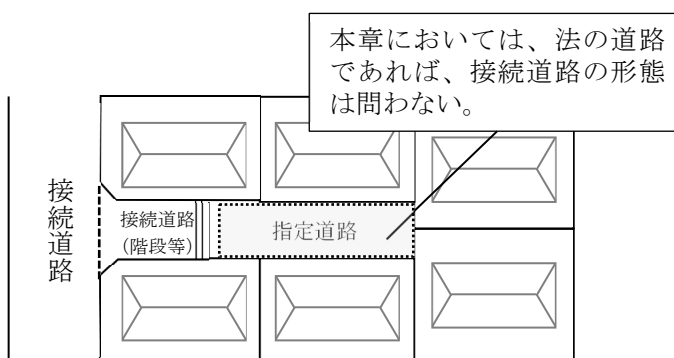 本章においては、法の道路
であれば、接続道路の形態
は問わない。
接続道路
接続道路
(階段等)
指定道路